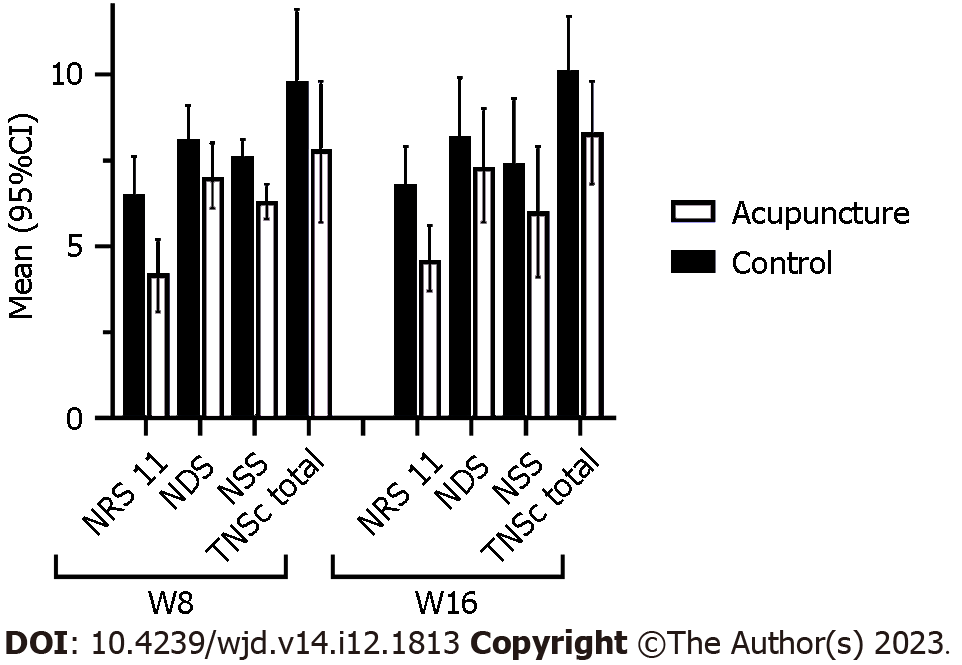 Mean (95%CI)
10
5
0
NRS 11
NDS
NSS
TNSc total
NRS 11
NDS
NSS
TNSc total
W8
W16
Acupuncture
Control
DOI: 10.4239/wjd.v14.i12.1813 Copyright ©The Author(s) 2023.